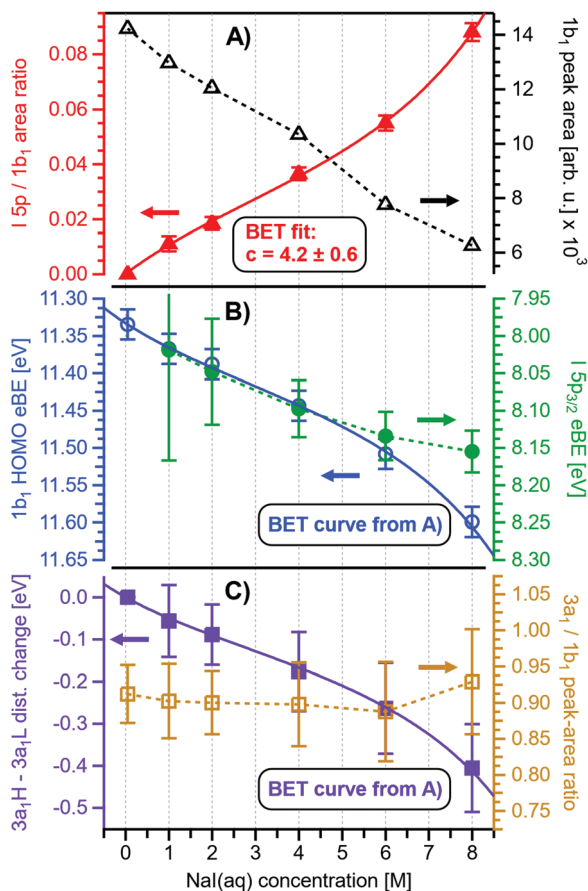 A)
I 5p / 1b₁ area ratio
0.08
0.06
0.04
0.02
0.00
1b₁ peak area
[arb. u.] x 10³
14
12
10
8
6
BET fit:
c = 4.2 ± 0.6
B)
1b₁ HOMO eBE [eV]
11.30
11.35
11.40
11.45
11.50
11.55
11.60
11.65
I 5p₃/₂ eBE
[eV]
7.95
8.00
8.05
8.10
8.15
8.20
8.25
8.30
BET curve from A)
C)
3a₁H - 3a₁L dist. change [eV]
0.0
-0.1
-0.2
-0.3
-0.4
-0.5
3a₁ / 1b₁
peak-area ratio
1.05
1.00
0.95
0.90
0.85
0.80
0.75
BET curve from A)
0 1 2 3 4 5 6 7 8
NaI(aq) concentration [M]